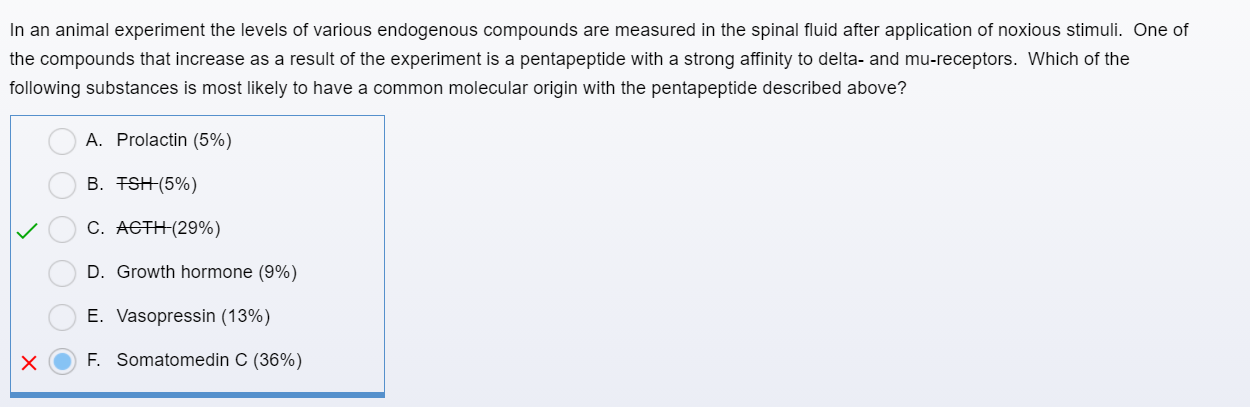 In an animal experiment the levels of various endogenous compounds are measured in the spinal fluid after application of noxious stimuli.  One of
the compounds that increase as a result of the experiment is a pentapeptide with a strong affinity to delta- and mu-receptors.  Which of the
following substances is most likely to have a common molecular origin with the pentapeptide described above?
A. Prolactin (5%)
B. TSH (5%)
C. ACTH (29%)
D. Growth hormone (9%)
E. Vasopressin (13%)
F. Somatomedin C (36%)